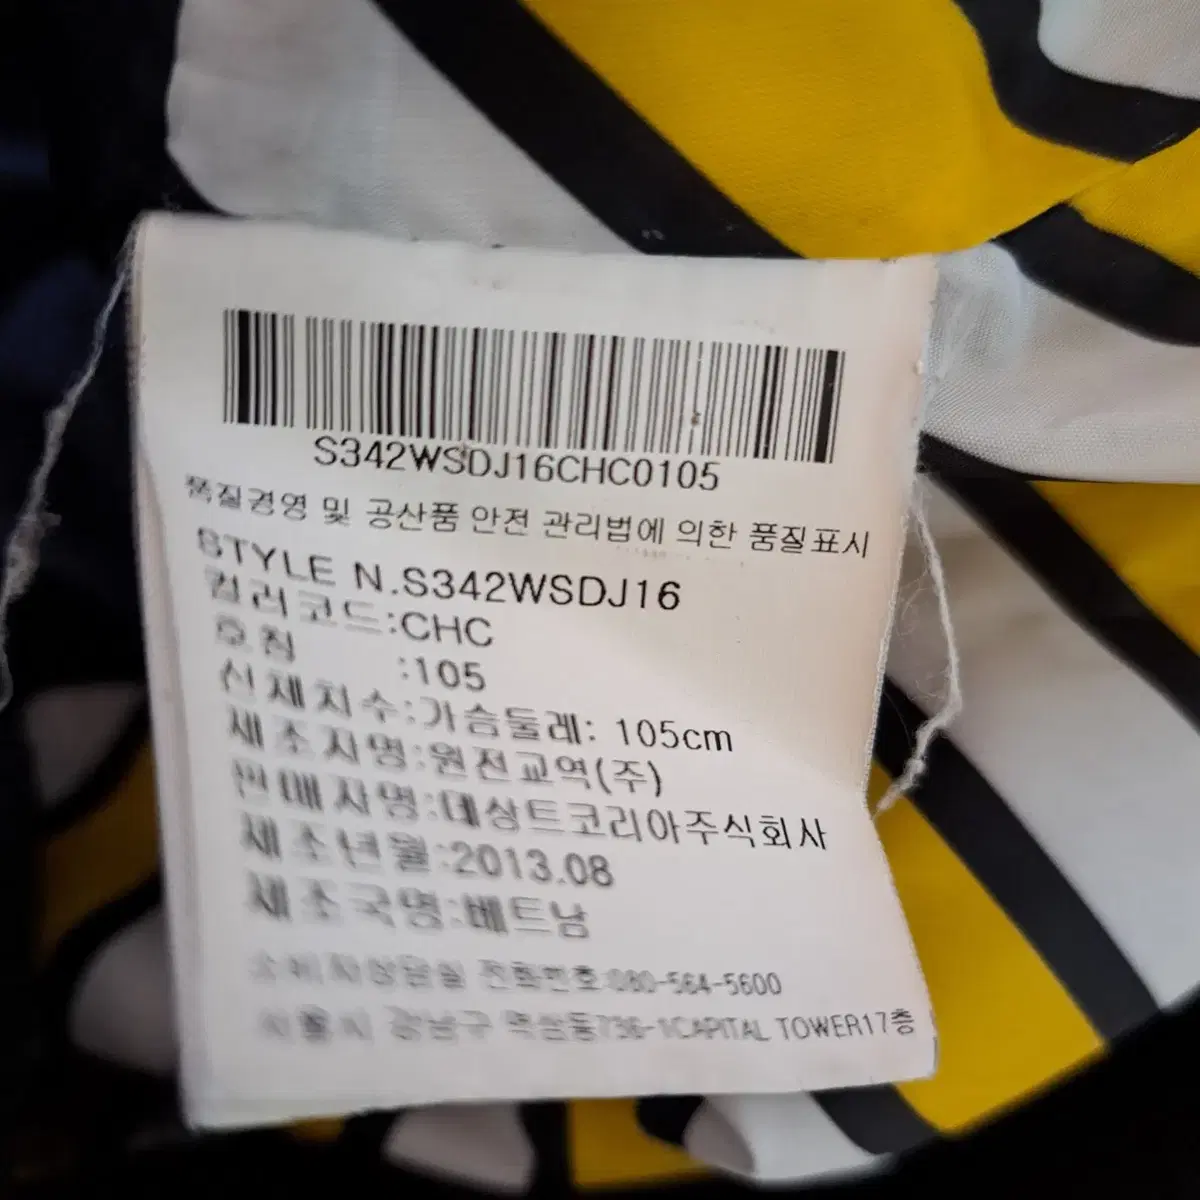 S342WSDJ16CHC0105
품질경영 및 공산품 안전 관리법에 의한 품질표시
STYLE N.S342WSDJ16
컬러코드:CHC
호칭 :105
신체치수:가슴둘레: 105cm
제조자명:원전교역(주)
판매자명:데상트코리아주식회사
제조년월:2013.08
제조국명:베트남
소비자상담실 전화번호:080-564-5600
서울시 강남구 역삼동736-1CAPITAL TOWER17층